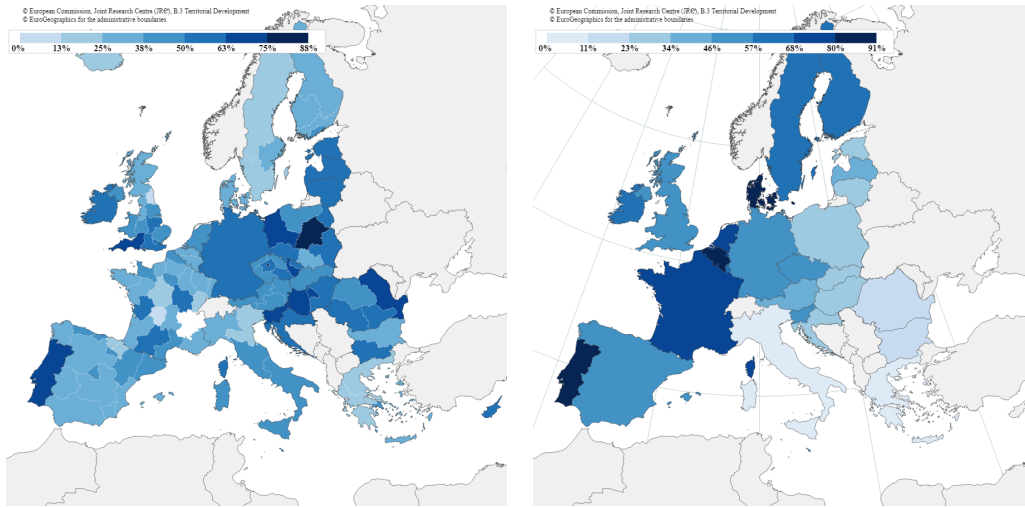 © European Commission, Joint Research Centre (JRC), B.3 Territorial Development
© EuroGeographics for the administrative boundaries
0% 13% 25% 38% 50% 63% 75% 88%
© European Commission, Joint Research Centre (JRC), B.3 Territorial Development
© EuroGeographics for the administrative boundaries
0% 11% 23% 34% 46% 57% 68% 80% 91%